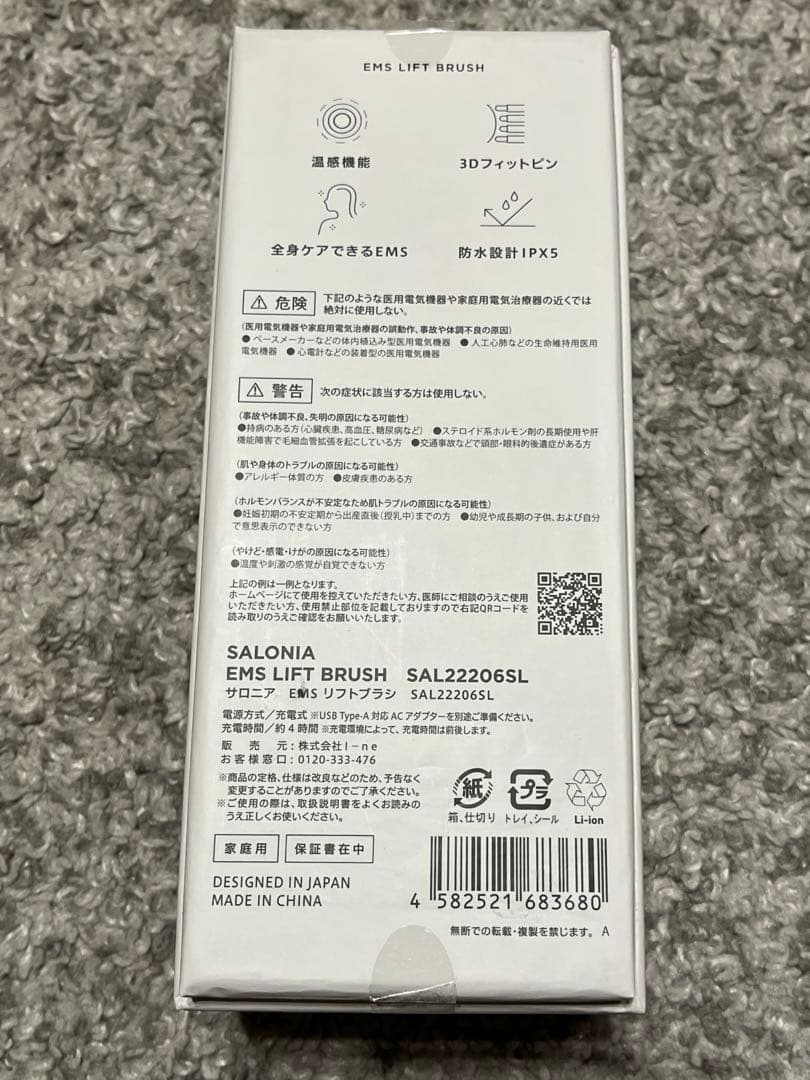 EMS LIFT BRUSH
温感機能
3Dフィットピン
全身ケアできるEMS
防水設計IPX5
危険 下記のような医用電気機器や家庭用電気治療器の近くでは
絶対に使用しない。
(医用電気機器や家庭用電気治療器の誤動作、事故や体調不良の原因)
●ペースメーカーなどの体内植込み型医用電気機器 ●人工心肺などの生命維持用医用
電気機器 ●心電計などの装着型の医用電気機器
警告 次の症状に該当する方は使用しない。
(事故や体調不良、失明の原因になる可能性)
●持病のある方(心臓疾患、高血圧、糖尿病など) ●ステロイド系ホルモン剤の長期使用や肝
機能障害で毛細血管拡張を起こしている方 ●交通事故などで頭部・眼科的後遺症がある方
(肌や身体のトラブルの原因になる可能性)
●アレルギー体質の方 ●皮膚疾患のある方
(ホルモンバランスが不安定なため肌トラブルの原因になる可能性)
●妊娠初期の不安定期から出産直後(授乳中)までの方 ●幼児や成長期の子供、および自分
で意思表示のできない方
(やけど・感電・けがの原因になる可能性)
●温度や刺激の感覚が自覚できない方
上記の例は一例となります。
ホームページにて使用を控えていただきたい方、医師にご相談のうえご使用
いただきたい方、使用禁止部位を記載しておりますので右記QRコードを
読み取りのうえご確認をお願いいたします。
SALONIA
EMS LIFT BRUSH SAL22206SL
サロニア EMS リフトブラシ SAL22206SL
電源方式/充電式 ※USB Type-A 対応 AC アダプターを別途ご準備ください。
充電時間/約4時間 ※充電環境によって、充電時間は前後します。
販売元:株式会社I-ne
お客様窓口:0120-333-476
※商品の定格、仕様は改良などのため、予告なく
変更することがありますのでご了承ください。
※ご使用の際は、取扱説明書をよくお読みの
うえ正しくお使いください。
紙 プラ
箱、仕切り トレイ、シール Li-ion
家庭用 保証書在中
DESIGNED IN JAPAN
MADE IN CHINA
4 582521 683680
無断での転載・複製を禁じます。 A